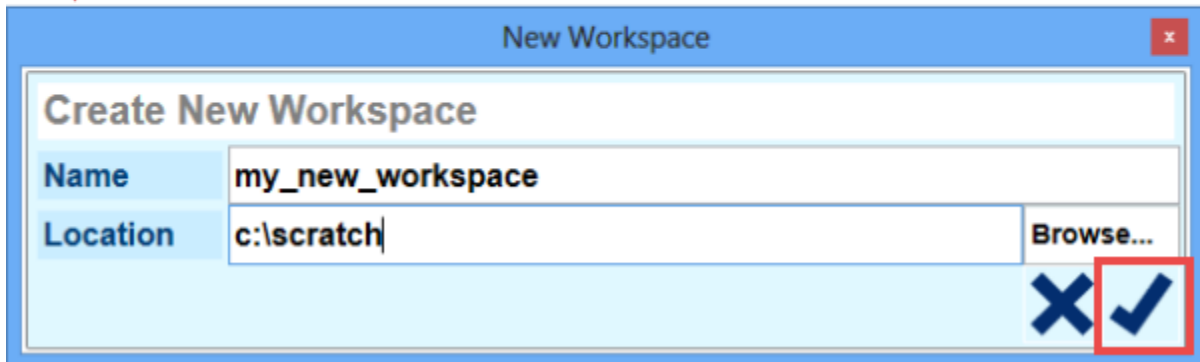 New Workspace
x
Create New Workspace
Name my_new_workspace
Location c:\scratch Browse...